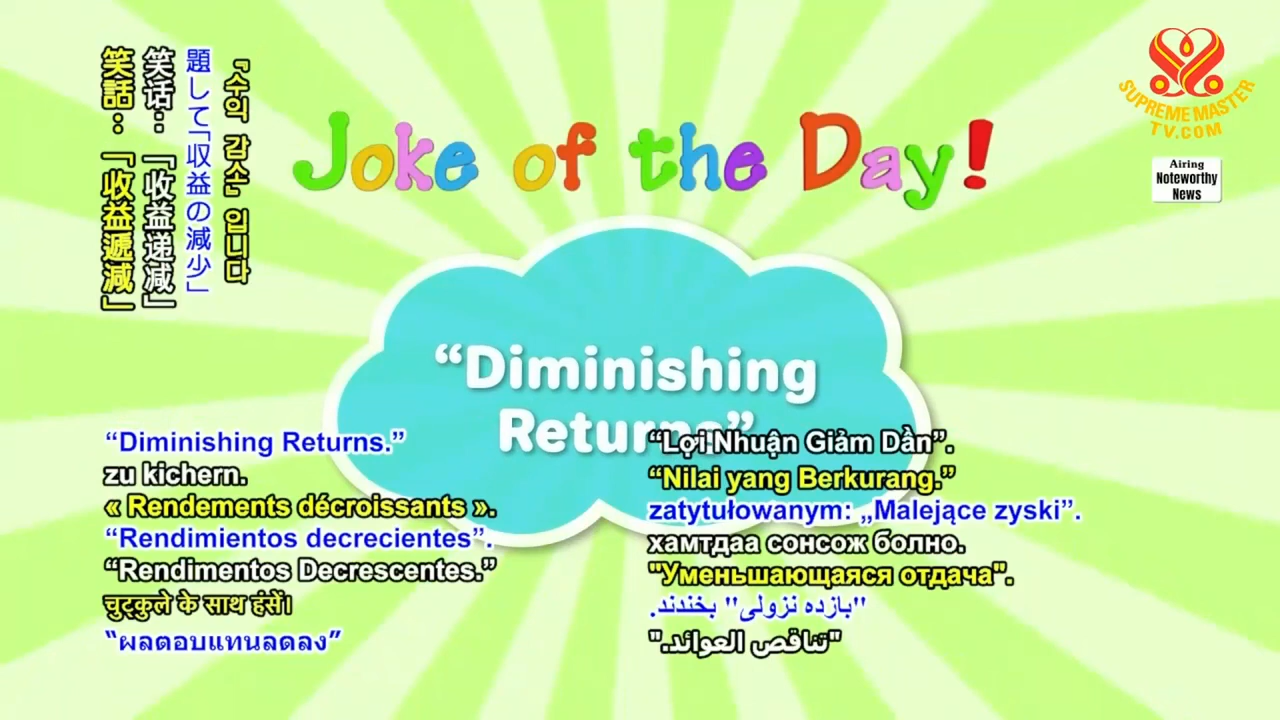 『수익 감소』입니다
題して「収益の減少」
笑话：「收益递减」
笑話：「收益遞減」
Joke of the Day!
SUPREME MASTER
TV.COM
Airing
Noteworthy
News
“Diminishing
Returns”
“Diminishing Returns.”
zu kichern.
« Rendements décroissants ».
“Rendimientos decrecientes”.
“Rendimentos Decrescentes.”
चुट्कुले के साथ हंसें।
“ผลตอบแทนลดลง”
“Lợi Nhuận Giảm Dần”.
“Nilai yang Berkurang.”
zatytułowanym: „Malejące zyski”.
хамтдаа сонсож болно.
"Уменьшающаяся отдача".
"بازده نزولی" بخندند.
"تناقص العوائد."